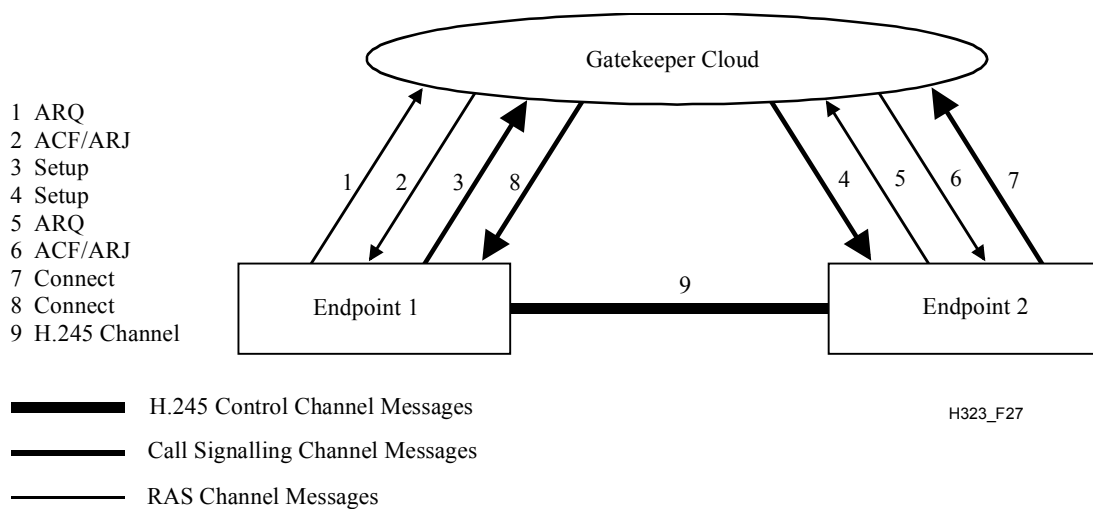 Gatekeeper Cloud
1 ARQ
2 ACF/ARJ
3 Setup
4 Setup
5 ARQ
6 ACF/ARJ
7 Connect
8 Connect
9 H.245 Channel
1
2
3
8
4
5
6
7
9
Endpoint 1
Endpoint 2
H.245 Control Channel Messages
H323_F27
Call Signalling Channel Messages
RAS Channel Messages